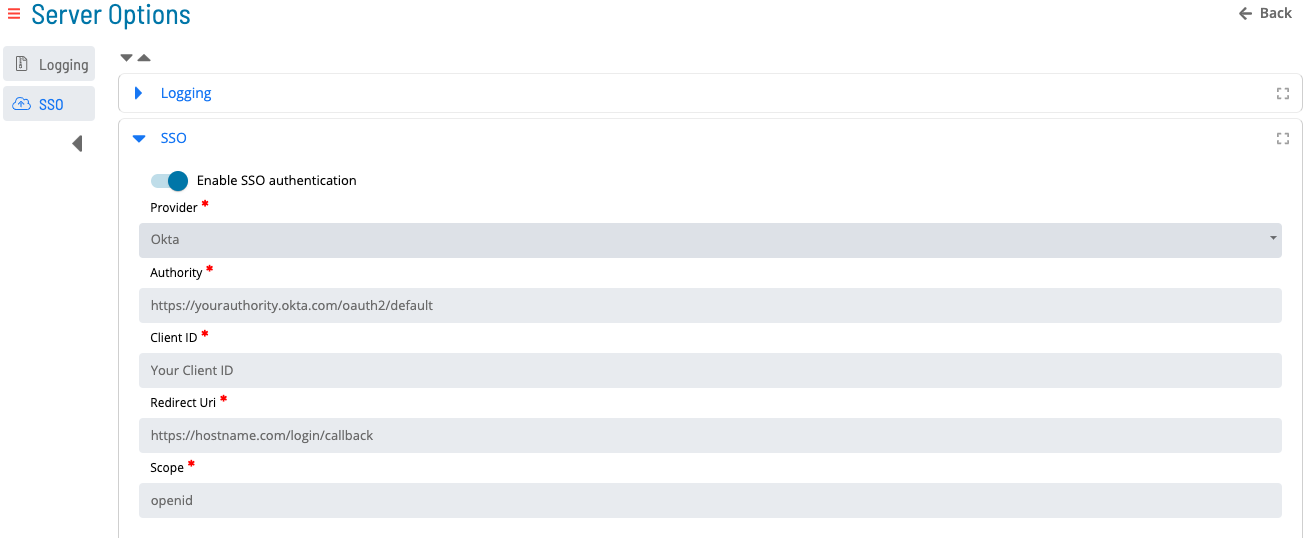 Server Options
Back
Logging
SSO
Logging
SSO
Enable SSO authentication
Provider *
Okta
Authority *
https://yourauthority.okta.com/oauth2/default
Client ID *
Your Client ID
Redirect Uri *
https://hostname.com/login/callback
Scope *
openid